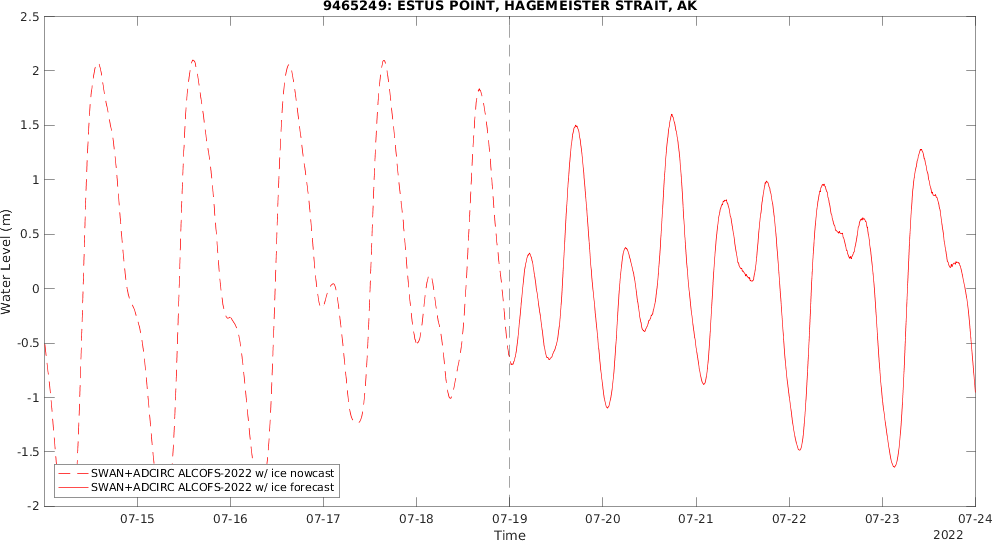 9465249: ESTUS POINT, HAGEMEISTER STRAIT, AK
2.5
2
1.5
1
0.5
0
-0.5
-1
-1.5
-2
Water Level (m)
SWAN+ADCIRC ALCOFS-2022 w/ ice nowcast
SWAN+ADCIRC ALCOFS-2022 w/ ice forecast
07-15 07-16 07-17 07-18 07-19 07-20 07-21 07-22 07-23 07-24
Time
2022